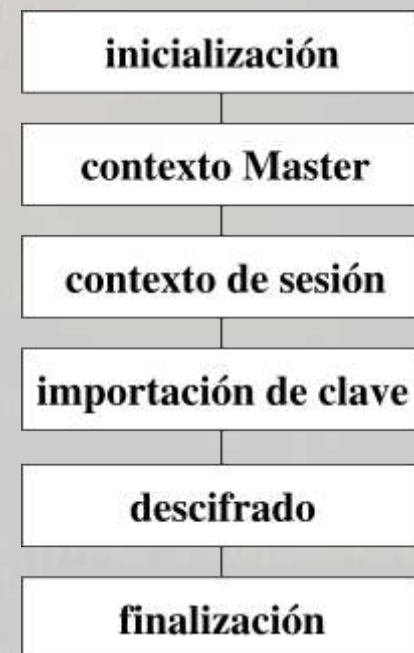 inicialización
contexto Master
contexto de sesión
importación de clave
descifrado
finalización